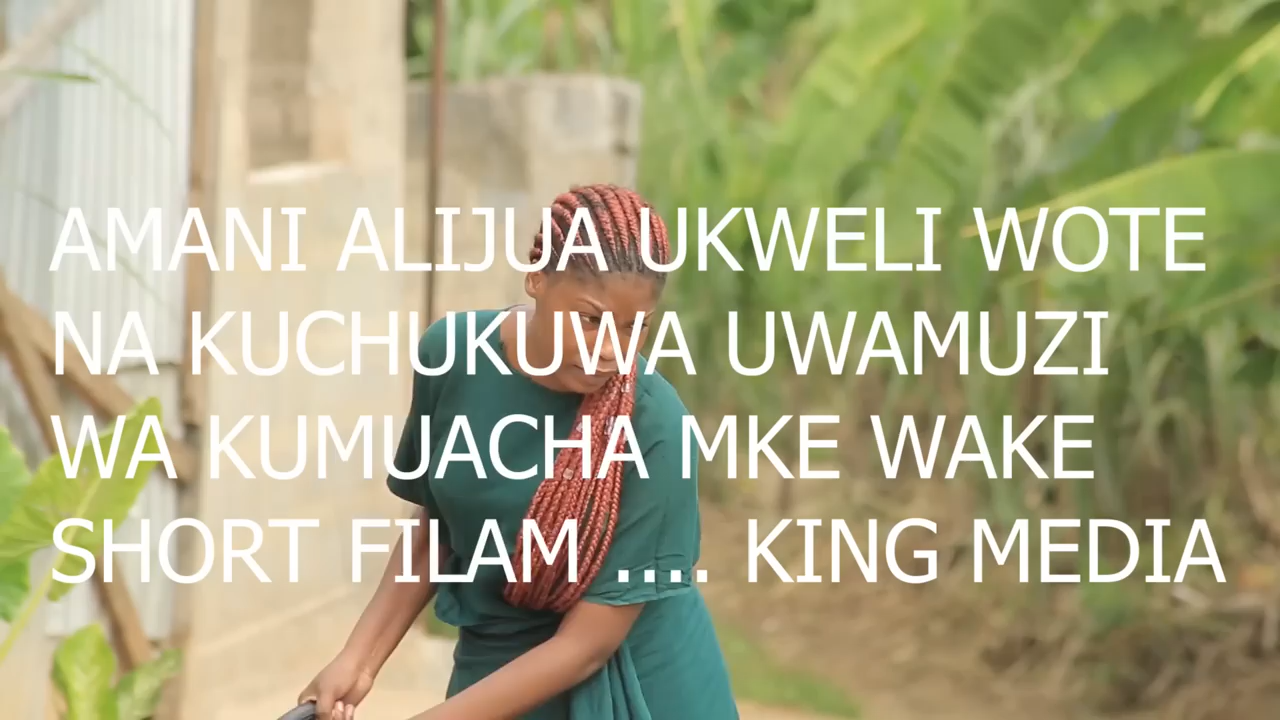 AMANI ALIJUA UKWELI WOTE
NA KUCHUKUWA UWAMUZI
WA KUMUACHA MKE WAKE
SHORT FILAM .... KING MEDIA